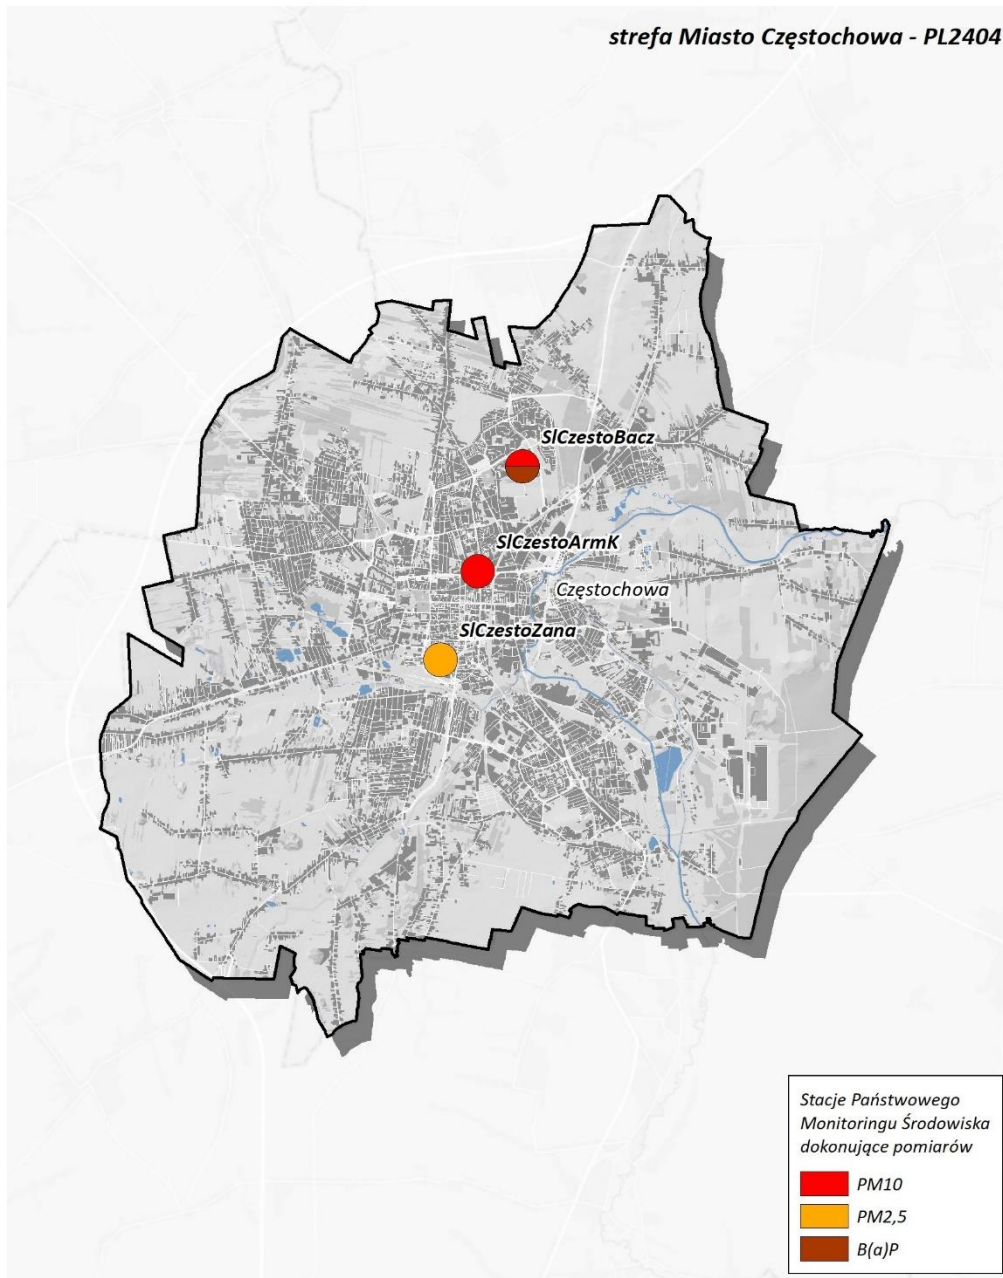 strefa Miasto Częstochowa - PL2404
SlCzestoBacz
SlCzestoArmK
Częstochowa
SlCzestoZana
Stacje Państwowego
Monitoringu Środowiska
dokonujące pomiarów
PM10
PM2,5
B(a)P